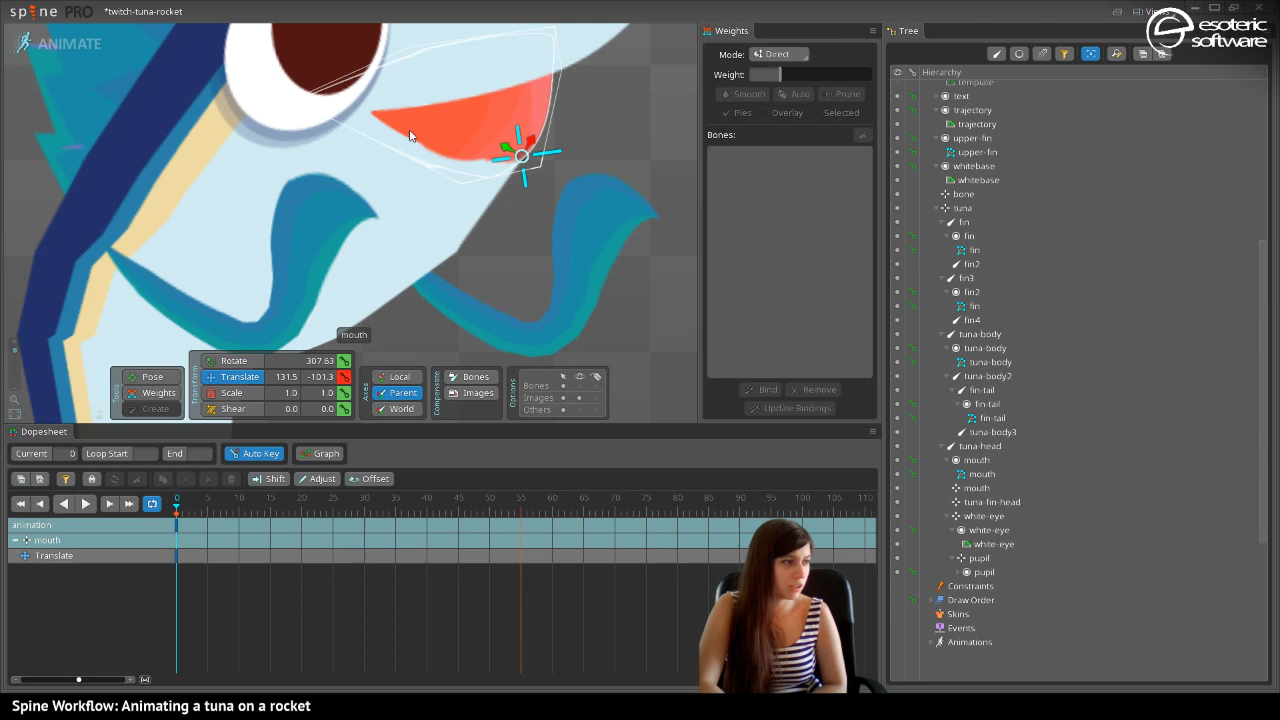 spine PRO
*twitch-tuna-rocket
Views
esoteric
software
ANIMATE
Weights
Mode:
Direct
Weight:
Smooth
Auto
Prune
Pies
Overlay
Selected
Bones:
Bind
Remove
Update Bindings
Tree
Hierarchy
template
text
trajectory
trajectory
upper-fin
upper-fin
whitebase
whitebase
bone
tuna
fin
fin
fin
fin2
fin3
fin2
fin
fin4
tuna-body
tuna-body
tuna-body
tuna-body2
fin-tail
fin-tail
fin-tail
tuna-body3
tuna-head
mouth
mouth
mouth
tuna-fin-head
white-eye
white-eye
white-eye
pupil
pupil
Constraints
Draw Order
Skins
Events
Animations
mouth
Tools
Pose
Weights
Create
Transform
Rotate 307.63
Translate 131.5 -101.3
Scale 1.0 1.0
Shear 0.0 0.0
Axes
Local
Parent
World
Compensate
Bones
Images
Options
Bones
Images
Others
Dopesheet
Current 0
Loop Start
End
Auto Key
Graph
Shift
Adjust
Offset
0 5 10 15 20 25 30 35 40 45 50 55 60 65 70 75 80 85 90 95 100 105 110
animation
mouth
Translate
Spine Workflow: Animating a tuna on a rocket